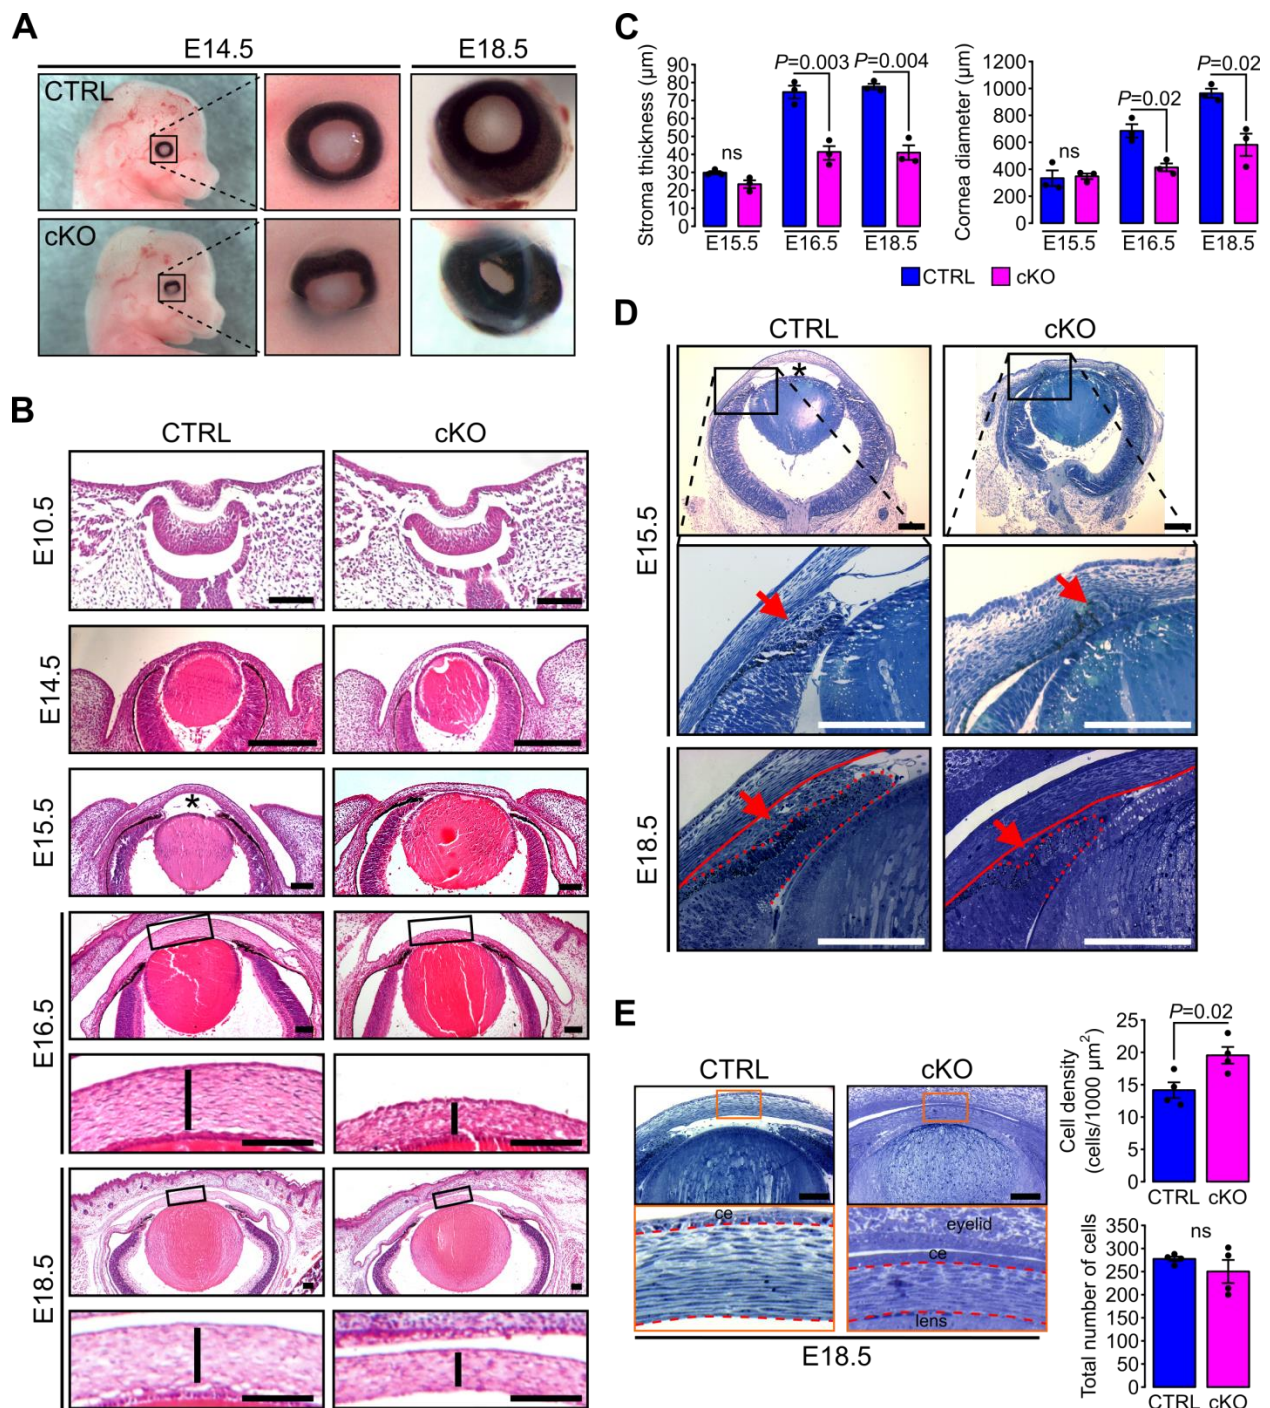 A
E14.5
E18.5
CTRL
cKO
B
CTRL
cKO
E10.5
E14.5
E15.5
*
E16.5
E18.5
C
Stroma thickness (µm)
90
80
70
60
50
40
30
20
10
0
ns
P=0.003
P=0.004
E15.5
E16.5
E18.5
Cornea diameter (µm)
1200
1000
800
600
400
200
0
ns
P=0.02
P=0.02
E15.5
E16.5
E18.5
CTRL
cKO
D
CTRL
cKO
E15.5
*
E18.5
E
CTRL
cKO
ce
eyelid
ce
lens
E18.5
Cell density
(cells/1000 µm²)
25
20
15
10
5
0
P=0.02
CTRL
cKO
Total number of cells
350
300
250
200
150
100
50
0
ns
CTRL
cKO